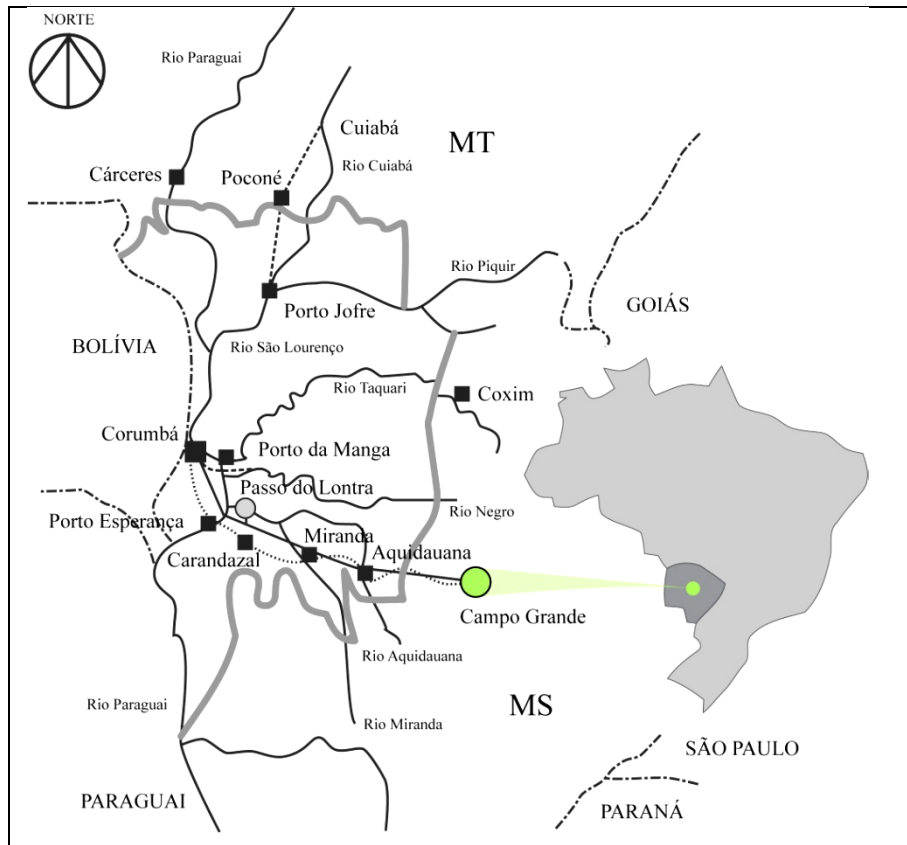 NORTE
Rio Paraguai
Cuiabá
MT
Rio Cuiabá
Cárceres
Poconé
Rio Piquir
GOIÁS
Porto Jofre
BOLÍVIA
Rio São Lourenço
Rio Taquari
Coxim
Corumbá
Porto da Manga
Passo do Lontra
Rio Negro
Porto Esperança
Miranda
Aquidauana
Carandazal
Campo Grande
Rio Aquidauana
Rio Paraguai
MS
Rio Miranda
SÃO PAULO
PARAGUAI
PARANÁ